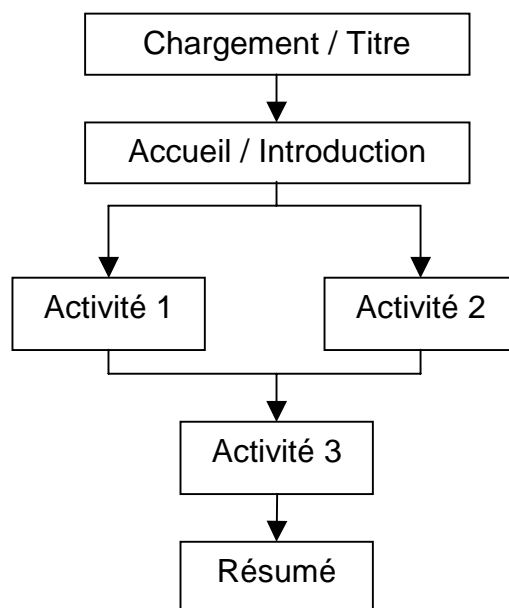 Chargement / Titre
Accueil / Introduction
Activité 1
Activité 2
Activité 3
Résumé